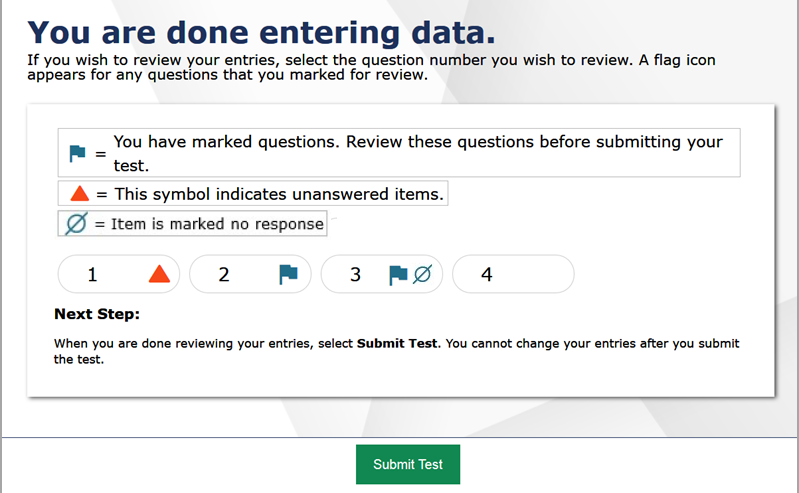 You are done entering data.
If you wish to review your entries, select the question number you wish to review. A flag icon
appears for any questions that you marked for review.
= You have marked questions. Review these questions before submitting your
test.
= This symbol indicates unanswered items.
= Item is marked no response
1 2 3 4
Next Step:
When you are done reviewing your entries, select Submit Test. You cannot change your entries after you submit
the test.
Submit Test